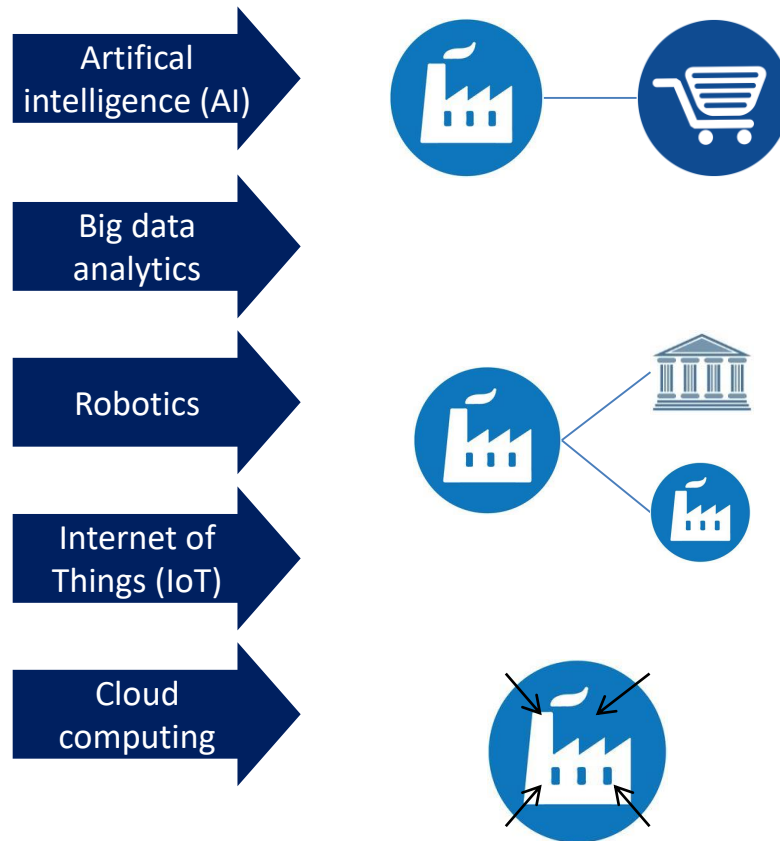 Artifical
intelligence (AI)
Big data
analytics
Robotics
Internet of
Things (IoT)
Cloud
computing